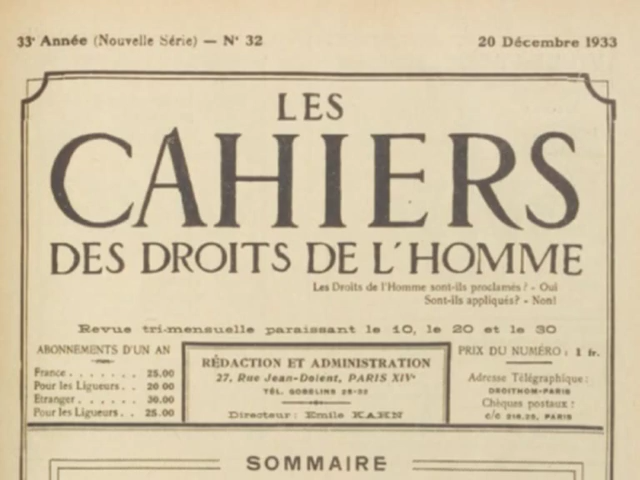 33e Année (Nouvelle Série) — N° 32
20 Décembre 1933
LES
CAHIERS
DES DROITS DE L'HOMME
Les Droits de l'Homme sont-ils proclamés? - Oui
Sont-ils appliqués? - Non!
Revue tri-mensuelle paraissant le 10, le 20 et le 30
ABONNEMENTS D'UN AN
France . . . . . . . 25.00
Pour les Ligueurs . . 20 00
Etranger . . . . . . 30.00
Pour les Ligueurs . . 25.00
RÉDACTION ET ADMINISTRATION
27, Rue Jean-Dolent, PARIS XIVe
TÉL. GOBELINS 28-32
Directeur: Emile KAHN
PRIX DU NUMÉRO: 1 fr.
Adresse Télégraphique:
DROITHOM-PARIS
Chèques postaux:
c/c 218.25, PARIS
SOMMAIRE